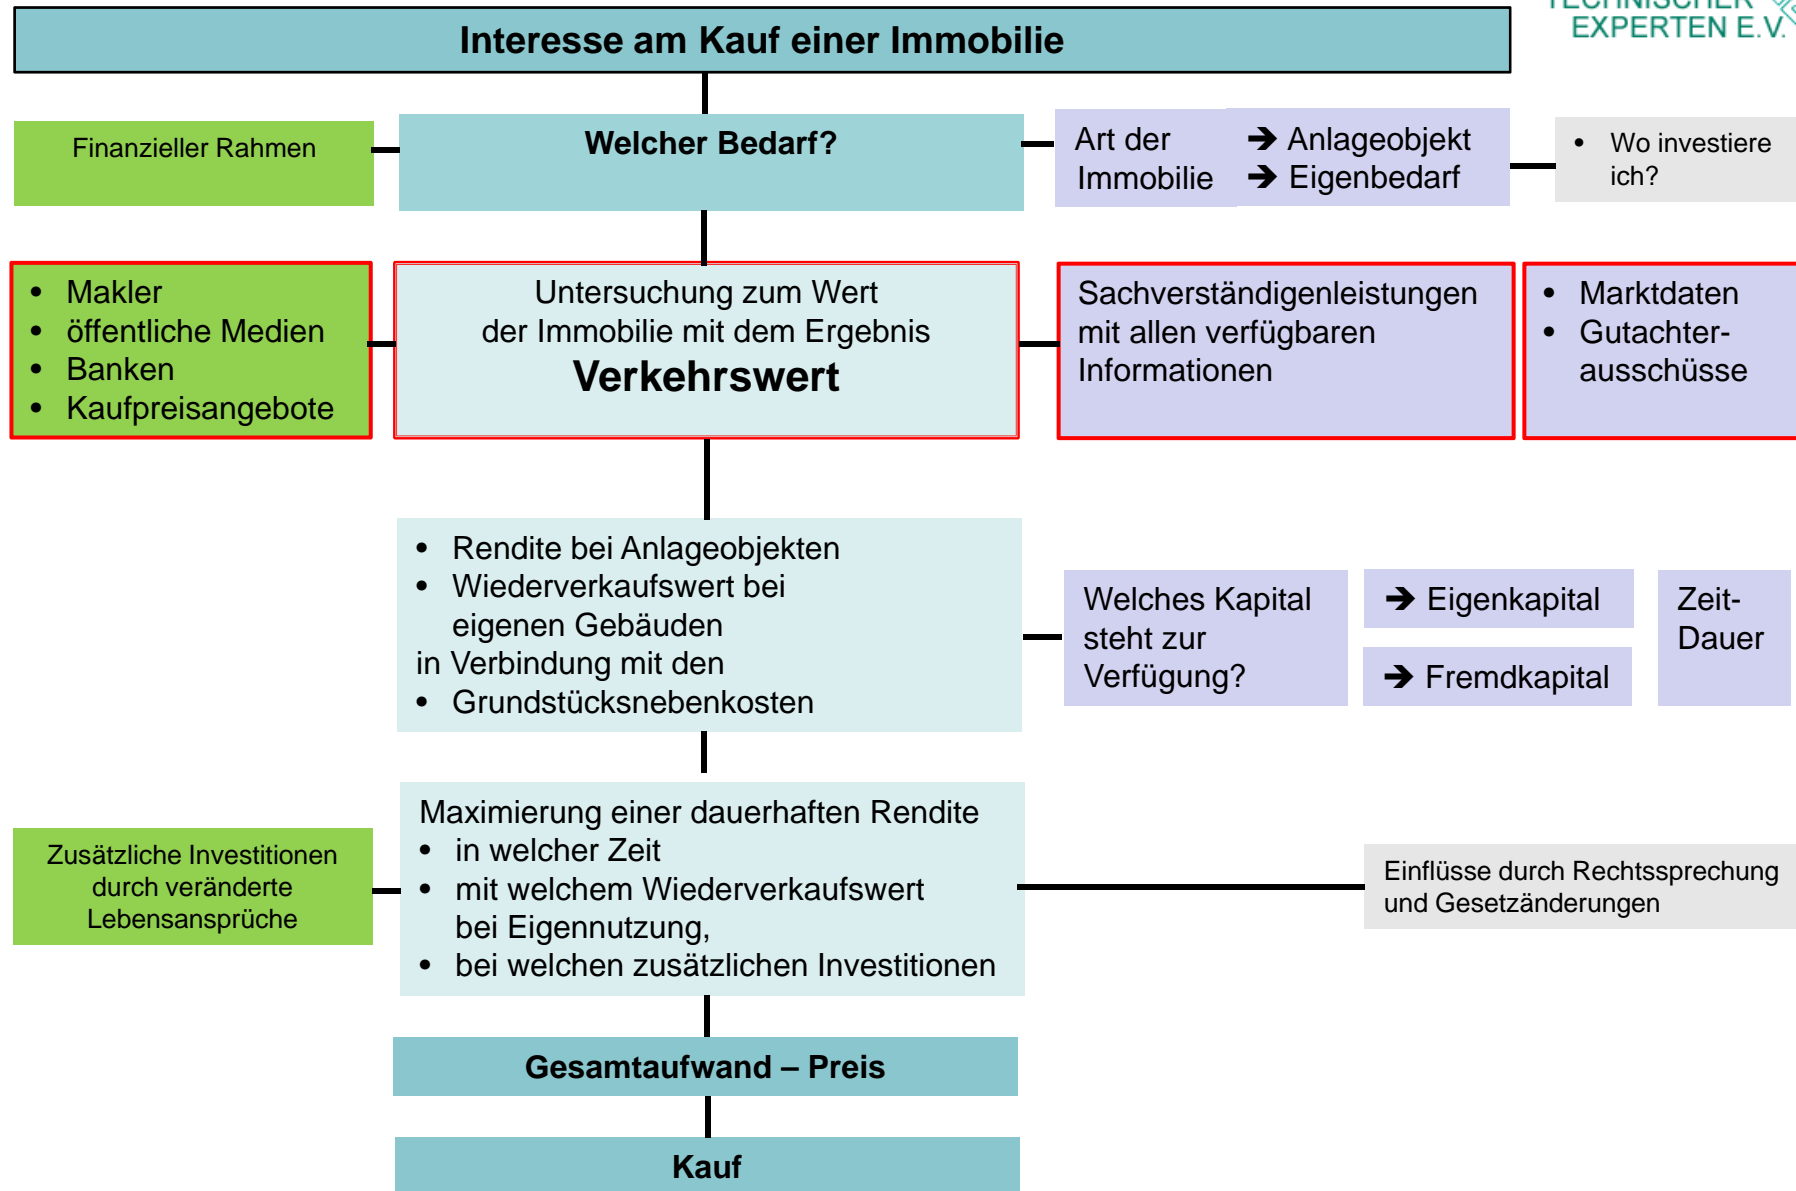 TECHNISCHER
EXPERTEN E.V.
Interesse am Kauf einer Immobilie
Finanzieller Rahmen
Welcher Bedarf?
Art der
Immobilie
➔ Anlageobjekt
➔ Eigenbedarf
• Wo investiere
ich?
• Makler
• öffentliche Medien
• Banken
• Kaufpreisangebote
Untersuchung zum Wert
der Immobilie mit dem Ergebnis
Verkehrswert
Sachverständigenleistungen
mit allen verfügbaren
Informationen
• Marktdaten
• Gutachter-
ausschüsse
• Rendite bei Anlageobjekten
• Wiederverkaufswert bei
eigenen Gebäuden
in Verbindung mit den
• Grundstücksnebenkosten
Welches Kapital
steht zur
Verfügung?
➔ Eigenkapital
➔ Fremdkapital
Zeit-
Dauer
Zusätzliche Investitionen
durch veränderte
Lebensansprüche
Maximierung einer dauerhaften Rendite
• in welcher Zeit
• mit welchem Wiederverkaufswert
bei Eigennutzung,
• bei welchen zusätzlichen Investitionen
Einflüsse durch Rechtssprechung
und Gesetzänderungen
Gesamtaufwand – Preis
Kauf